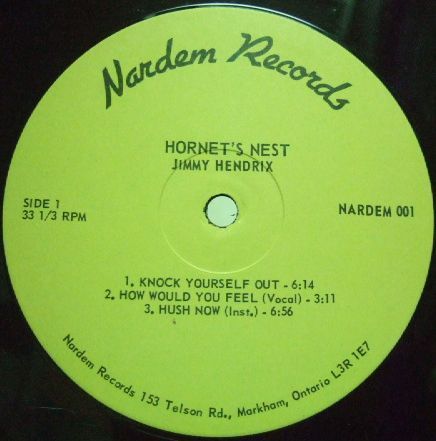 Nardem Records
HORNET'S NEST
JIMMY HENDRIX
SIDE 1
33 1/3 RPM
NARDEM 001
1. KNOCK YOURSELF OUT - 6:14
2. HOW WOULD YOU FEEL (Vocal) - 3:11
3. HUSH NOW (Inst.) - 6:56
Nardem Records 153 Telson Rd., Markham, Ontario L3R 1E7